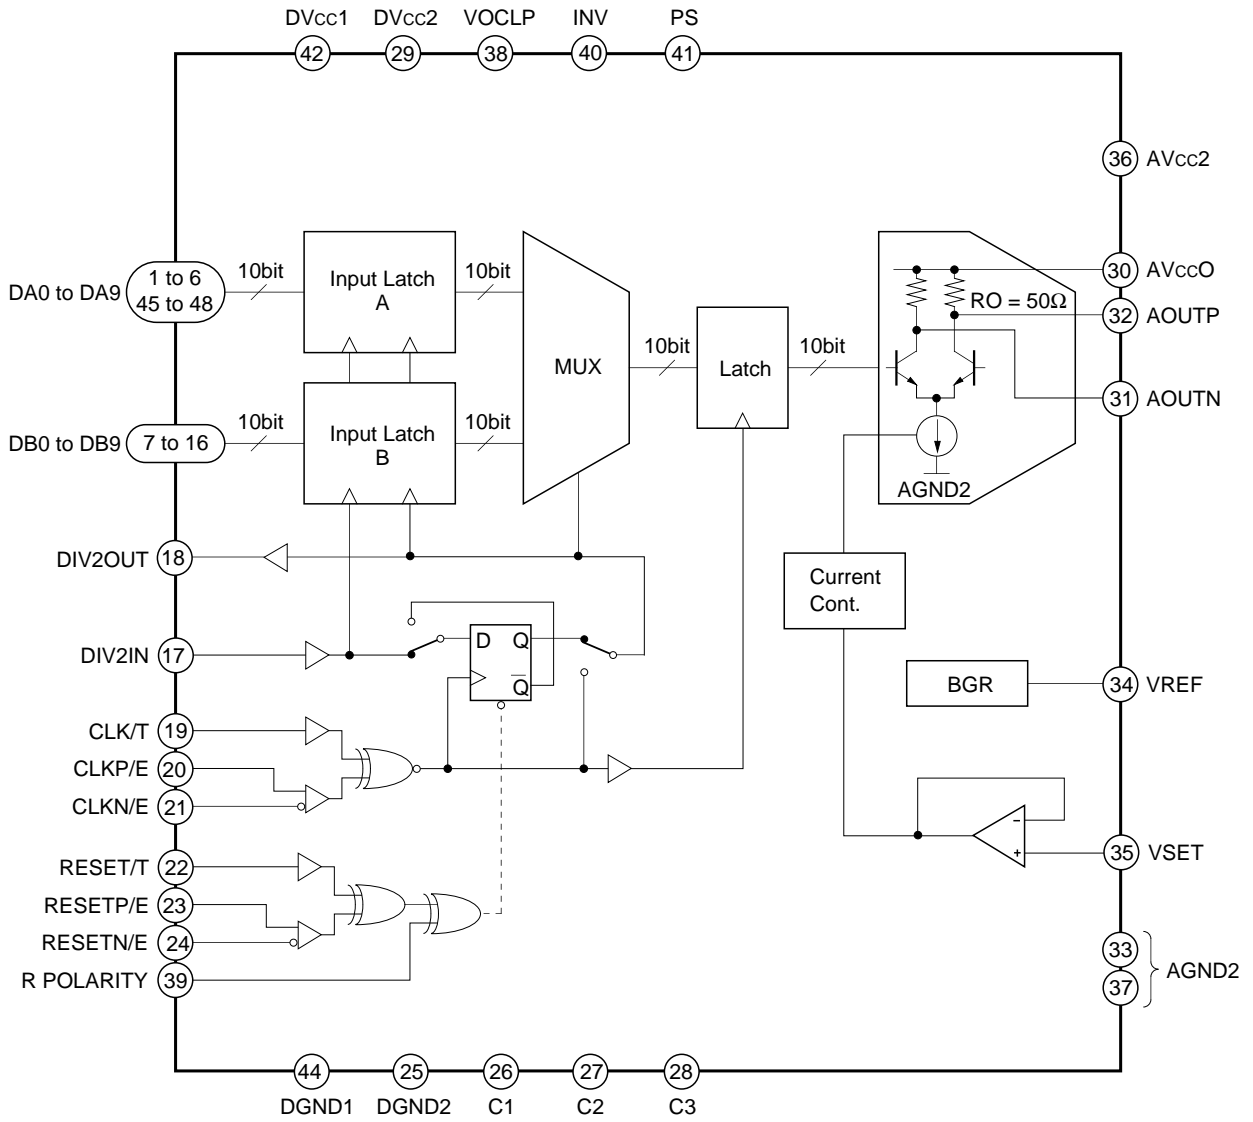 DVcc1 DVcc2 VOCLP INV PS
42 29 38 40 41
36 AVcc2
DA0 to DA9
1 to 6
45 to 48
10bit
Input Latch
A
10bit
MUX
10bit
Latch
10bit
RO = 50Ω
30 AVccO
32 AOUTP
31 AOUTN
AGND2
DB0 to DB9
7 to 16
10bit
Input Latch
B
10bit
DIV2OUT 18
Current
Cont.
DIV2IN 17
D Q
Q̅
BGR
34 VREF
CLK/T 19
CLKP/E 20
CLKN/E 21
−
+
35 VSET
RESET/T 22
RESETP/E 23
RESETN/E 24
R POLARITY 39
33
37
AGND2
44 25 26 27 28
DGND1 DGND2 C1 C2 C3